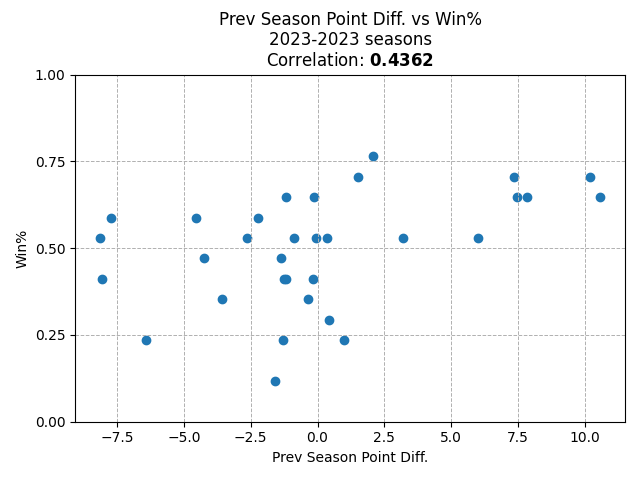 Prev Season Point Diff. vs Win%
2023-2023 seasons
Correlation: 0.4362
1.00
0.75
0.50
0.25
0.00
Win%
−7.5 −5.0 −2.5 0.0 2.5 5.0 7.5 10.0
Prev Season Point Diff.